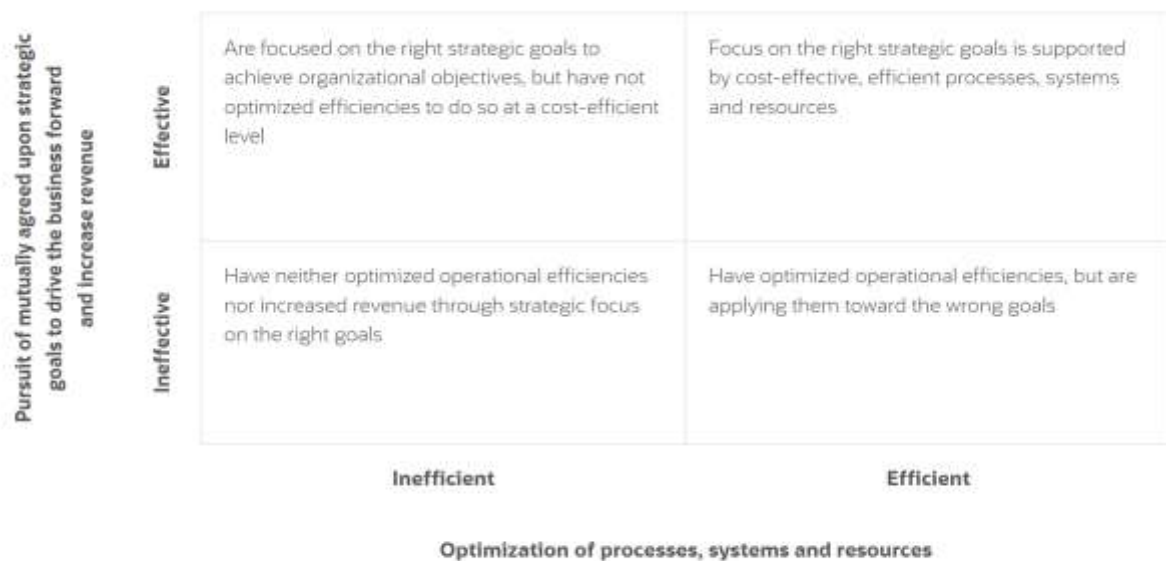 Pursuit of mutually agreed upon strategic
goals to drive the business forward
and increase revenue
Effective
Are focused on the right strategic goals to
achieve organizational objectives, but have not
optimized efficiencies to do so at a cost-efficient
level
Focus on the right strategic goals is supported
by cost-effective, efficient processes, systems
and resources
Ineffective
Have neither optimized operational efficiencies
nor increased revenue through strategic focus
on the right goals
Have optimized operational efficiencies, but are
applying them toward the wrong goals
Inefficient
Efficient
Optimization of processes, systems and resources